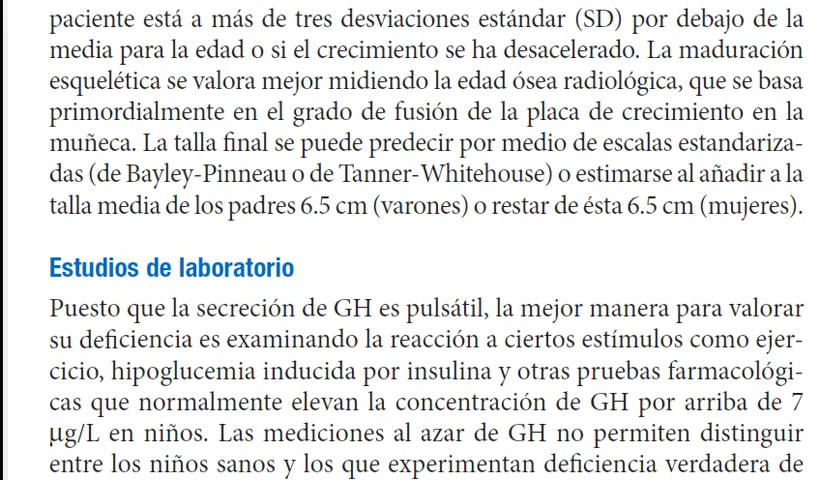 paciente está a más de tres desviaciones estándar (SD) por debajo de la
media para la edad o si el crecimiento se ha desacelerado. La maduración
esquelética se valora mejor midiendo la edad ósea radiológica, que se basa
primordialmente en el grado de fusión de la placa de crecimiento en la
muñeca. La talla final se puede predecir por medio de escalas estandariza-
das (de Bayley-Pinneau o de Tanner-Whitehouse) o estimarse al añadir a la
talla media de los padres 6.5 cm (varones) o restar de ésta 6.5 cm (mujeres).
Estudios de laboratorio
Puesto que la secreción de GH es pulsátil, la mejor manera para valorar
su deficiencia es examinando la reacción a ciertos estímulos como ejer-
cicio, hipoglucemia inducida por insulina y otras pruebas farmacológi-
cas que normalmente elevan la concentración de GH por arriba de 7
μg/L en niños. Las mediciones al azar de GH no permiten distinguir
entre los niños sanos y los que experimentan deficiencia verdadera de